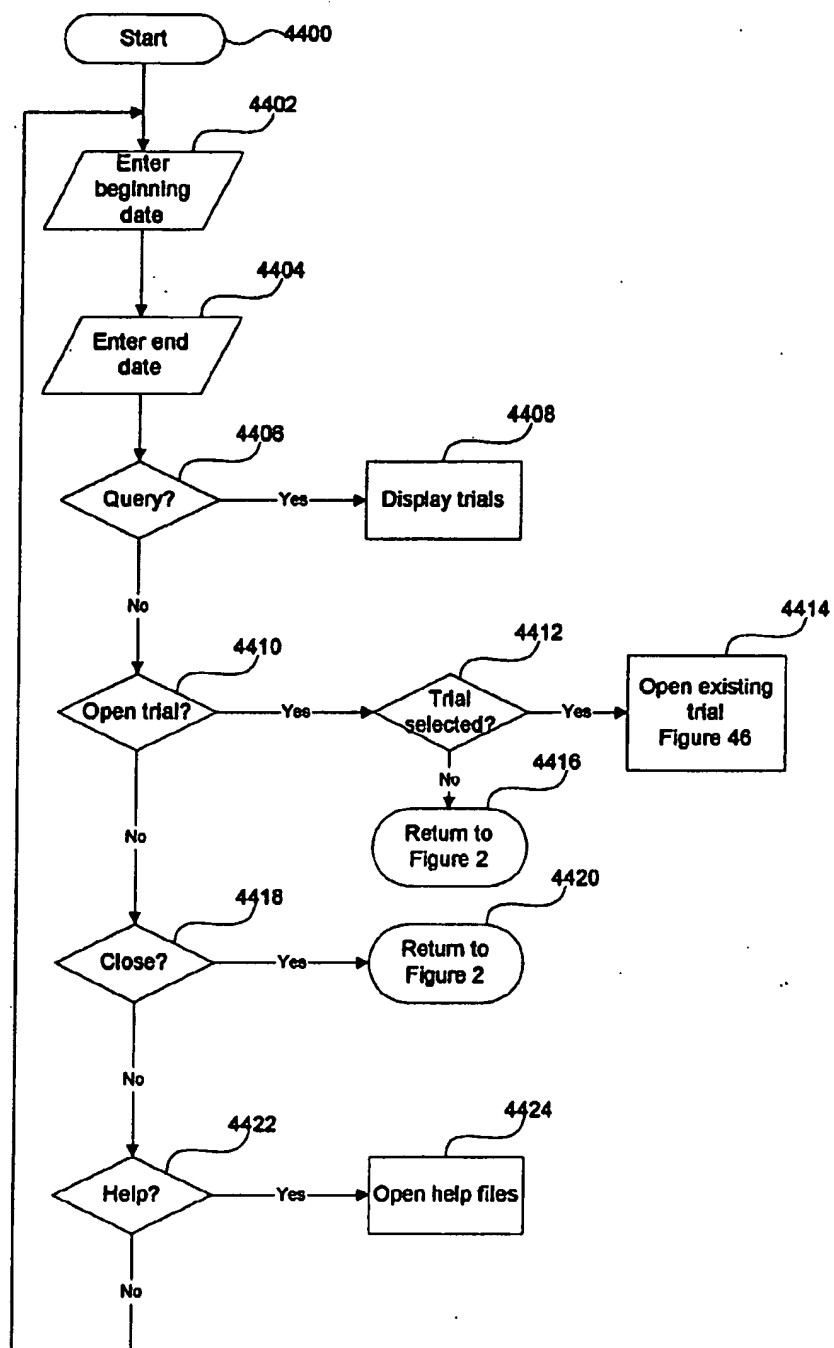 Start
4400
4402
Enter
beginning
date
4404
Enter end
date
4406
4408
Query?
Yes
Display trials
No
4410
4412
4414
Open trial?
Yes
Trial
selected?
Yes
Open existing
trial
Figure 46
No
4416
Return to
Figure 2
No
4418
4420
Close?
Yes
Return to
Figure 2
No
4422
4424
Help?
Yes
Open help files
No